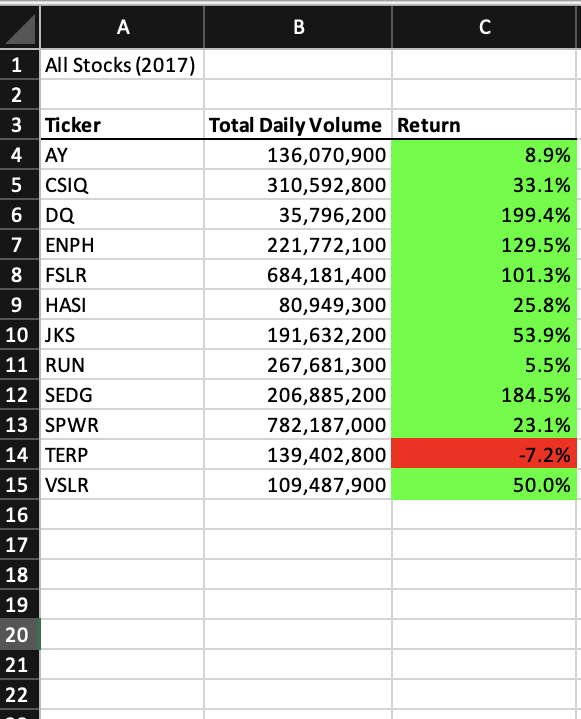 A B C
1 All Stocks (2017)
2
3 Ticker Total Daily Volume Return
4 AY 136,070,900 8.9%
5 CSIQ 310,592,800 33.1%
6 DQ 35,796,200 199.4%
7 ENPH 221,772,100 129.5%
8 FSLR 684,181,400 101.3%
9 HASI 80,949,300 25.8%
10 JKS 191,632,200 53.9%
11 RUN 267,681,300 5.5%
12 SEDG 206,885,200 184.5%
13 SPWR 782,187,000 23.1%
14 TERP 139,402,800 -7.2%
15 VSLR 109,487,900 50.0%
16
17
18
19
20
21
22